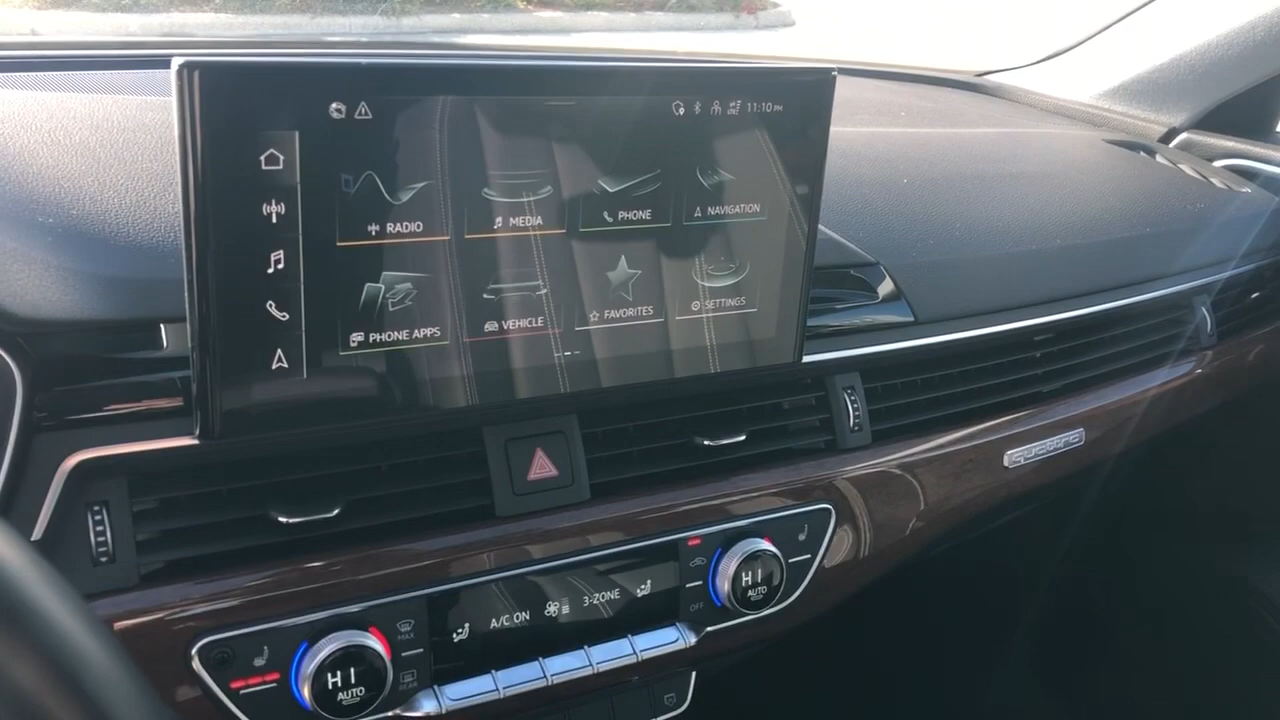 11:10 PM
RADIO
MEDIA
PHONE
NAVIGATION
PHONE APPS
VEHICLE
FAVORITES
SETTINGS
quattro
HI
AUTO
MAX
REAR
A/C ON
3-ZONE
OFF
HI
AUTO